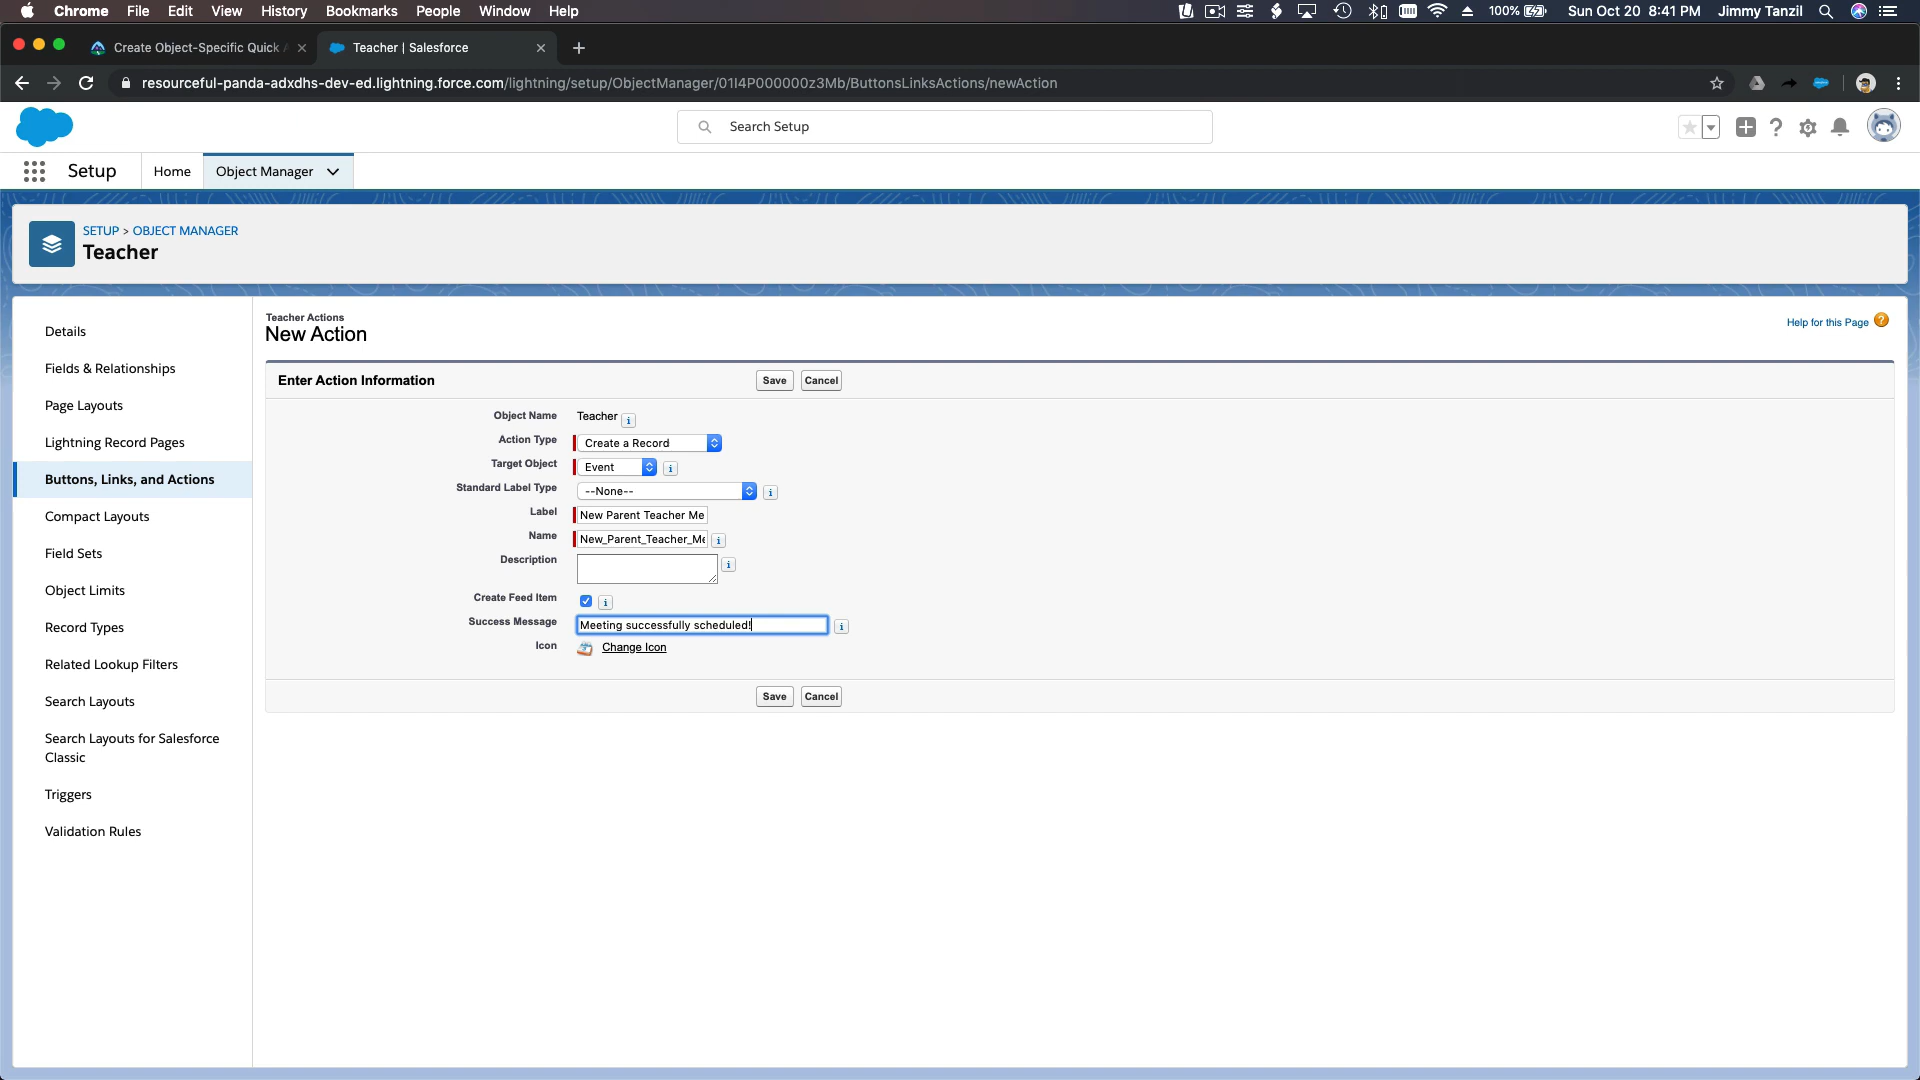 Chrome File Edit View History Bookmarks People Window Help 100% Sun Oct 20 8:41 PM Jimmy Tanzil
Create Object-Specific Quick Teacher | Salesforce
resourceful-panda-adxdhs-dev-ed.lightning.force.com/lightning/setup/ObjectManager/01I4P000000z3Mb/ButtonsLinksActions/newAction
Search Setup
Setup Home Object Manager
SETUP > OBJECT MANAGER
Teacher
Details
Fields & Relationships
Page Layouts
Lightning Record Pages
Buttons, Links, and Actions
Compact Layouts
Field Sets
Object Limits
Record Types
Related Lookup Filters
Search Layouts
Search Layouts for Salesforce
Classic
Triggers
Validation Rules
Teacher Actions
New Action
Help for this Page ?
Enter Action Information Save Cancel
Object Name Teacher i
Action Type Create a Record
Target Object Event i
Standard Label Type --None-- i
Label New Parent Teacher Me
Name New_Parent_Teacher_Me i
Description i
Create Feed Item i
Success Message Meeting successfully scheduled! i
Icon Change Icon
Save Cancel